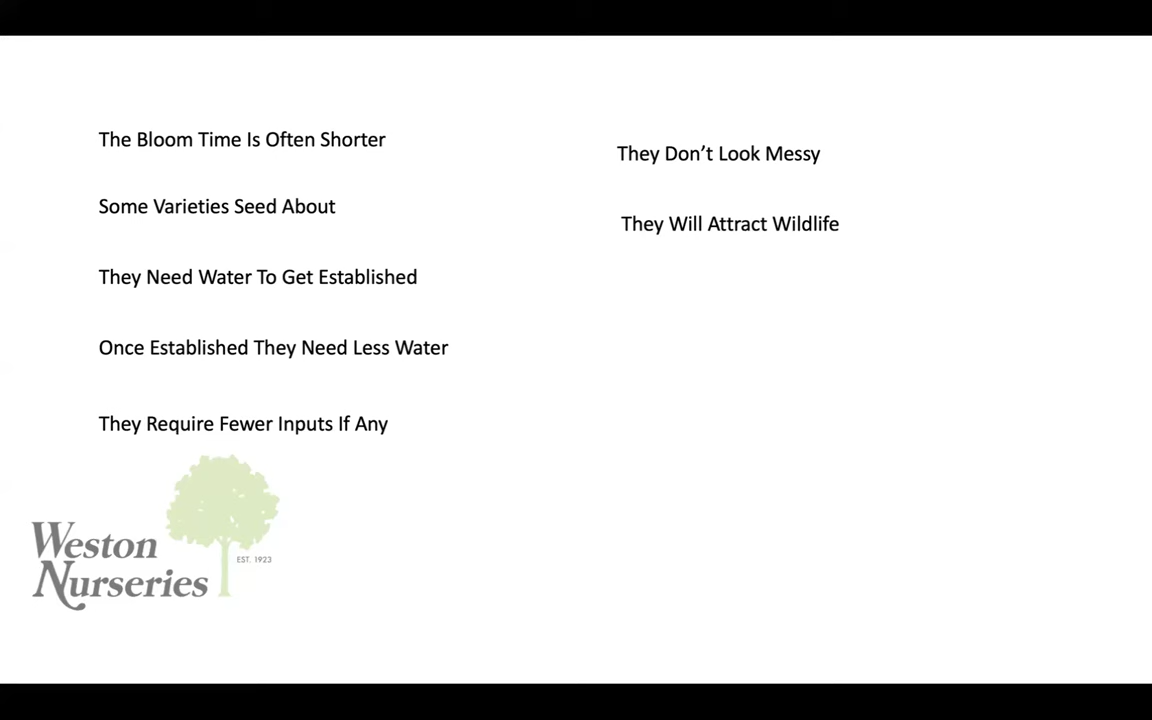 The Bloom Time Is Often Shorter
Some Varieties Seed About
They Need Water To Get Established
Once Established They Need Less Water
They Require Fewer Inputs If Any
They Don’t Look Messy
They Will Attract Wildlife
Weston
Nurseries
EST. 1923